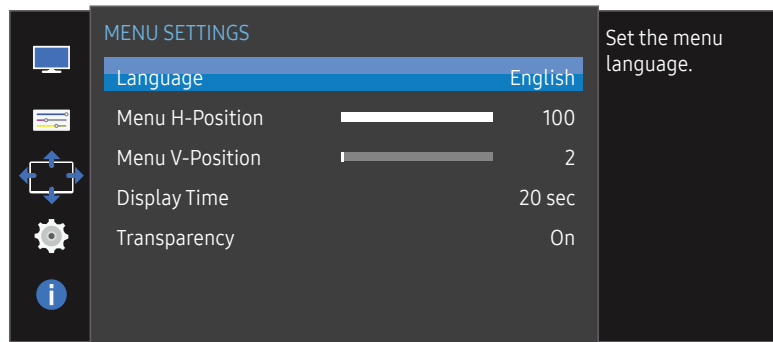 MENU SETTINGS
Language English
Menu H-Position 100
Menu V-Position 2
Display Time 20 sec
Transparency On
Set the menu
language.